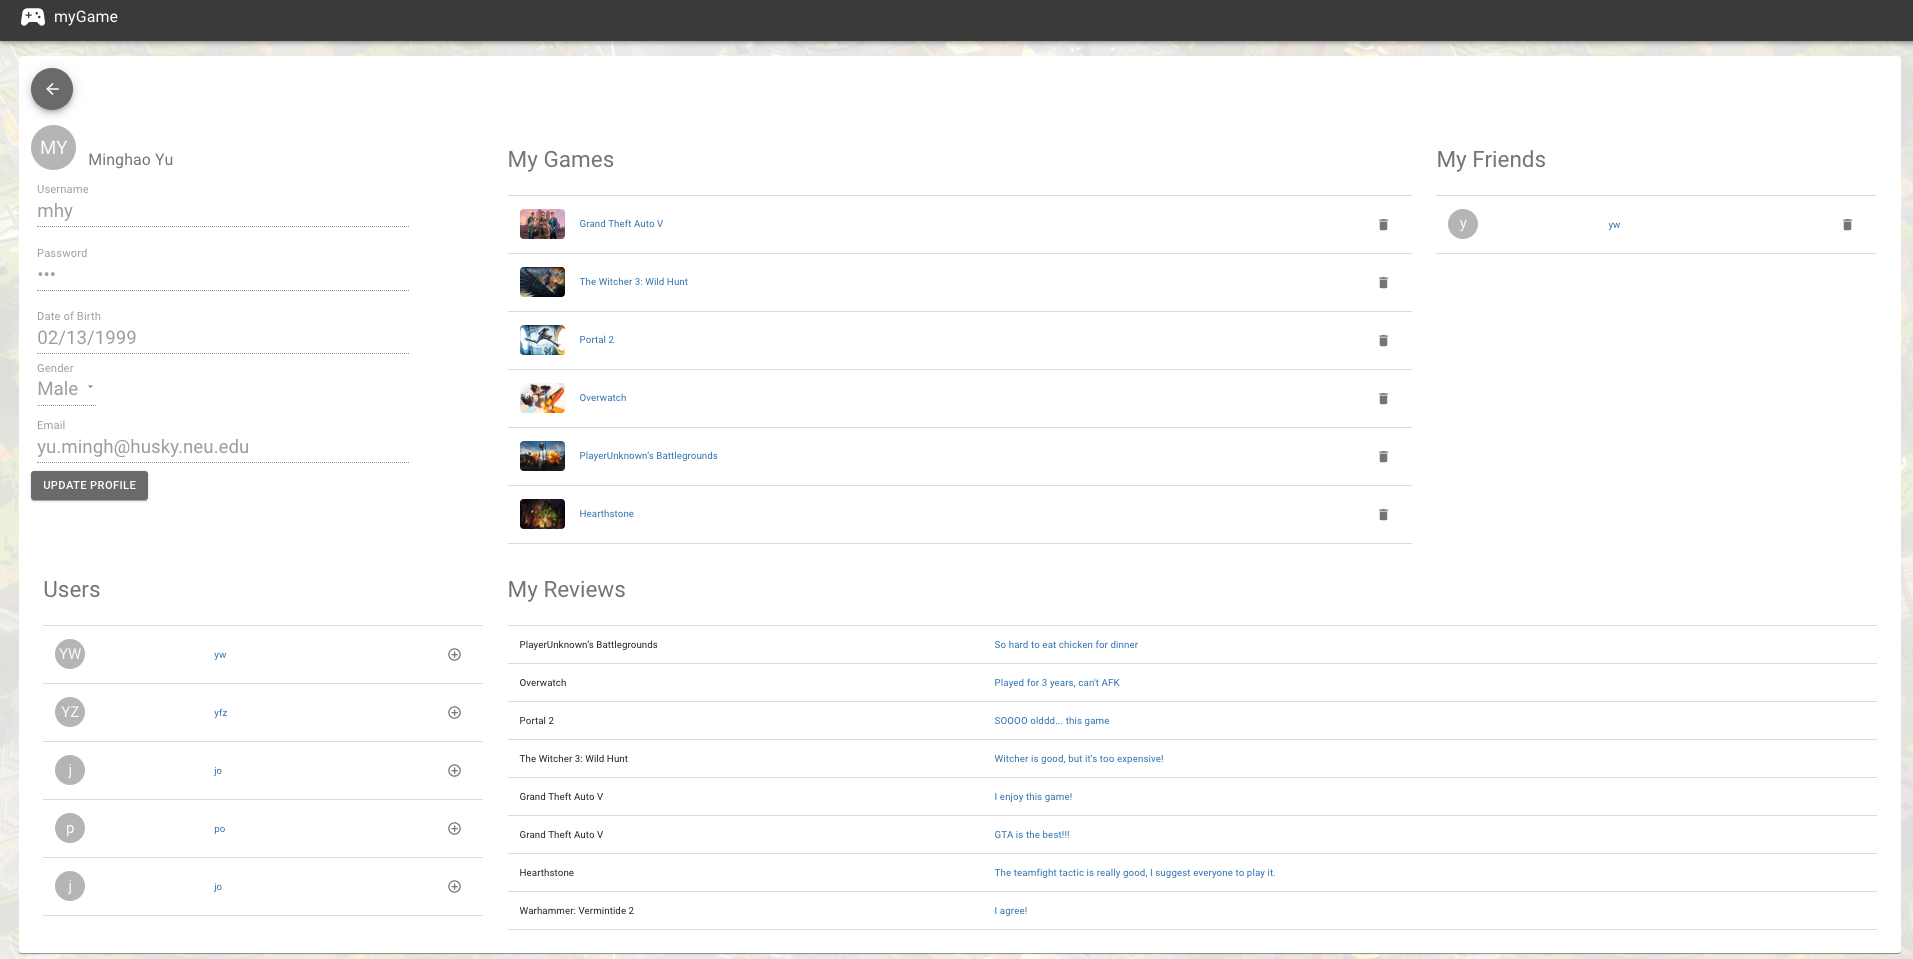 myGame
MY
Minghao Yu
Username
mhy
Password
•••
Date of Birth
02/13/1999
Gender
Male
Email
yu.mingh@husky.neu.edu
UPDATE PROFILE
My Games
Grand Theft Auto V
The Witcher 3: Wild Hunt
Portal 2
Overwatch
PlayerUnknown's Battlegrounds
Hearthstone
My Friends
y yw
Users
YW yw
YZ yfz
j jo
p po
j jo
My Reviews
PlayerUnknown's Battlegrounds So hard to eat chicken for dinner
Overwatch Played for 3 years, can't AFK
Portal 2 SOOOO olddd... this game
The Witcher 3: Wild Hunt Witcher is good, but it's too expensive!
Grand Theft Auto V I enjoy this game!
Grand Theft Auto V GTA is the best!!!
Hearthstone The teamfight tactic is really good, I suggest everyone to play it.
Warhammer: Vermintide 2 I agree!